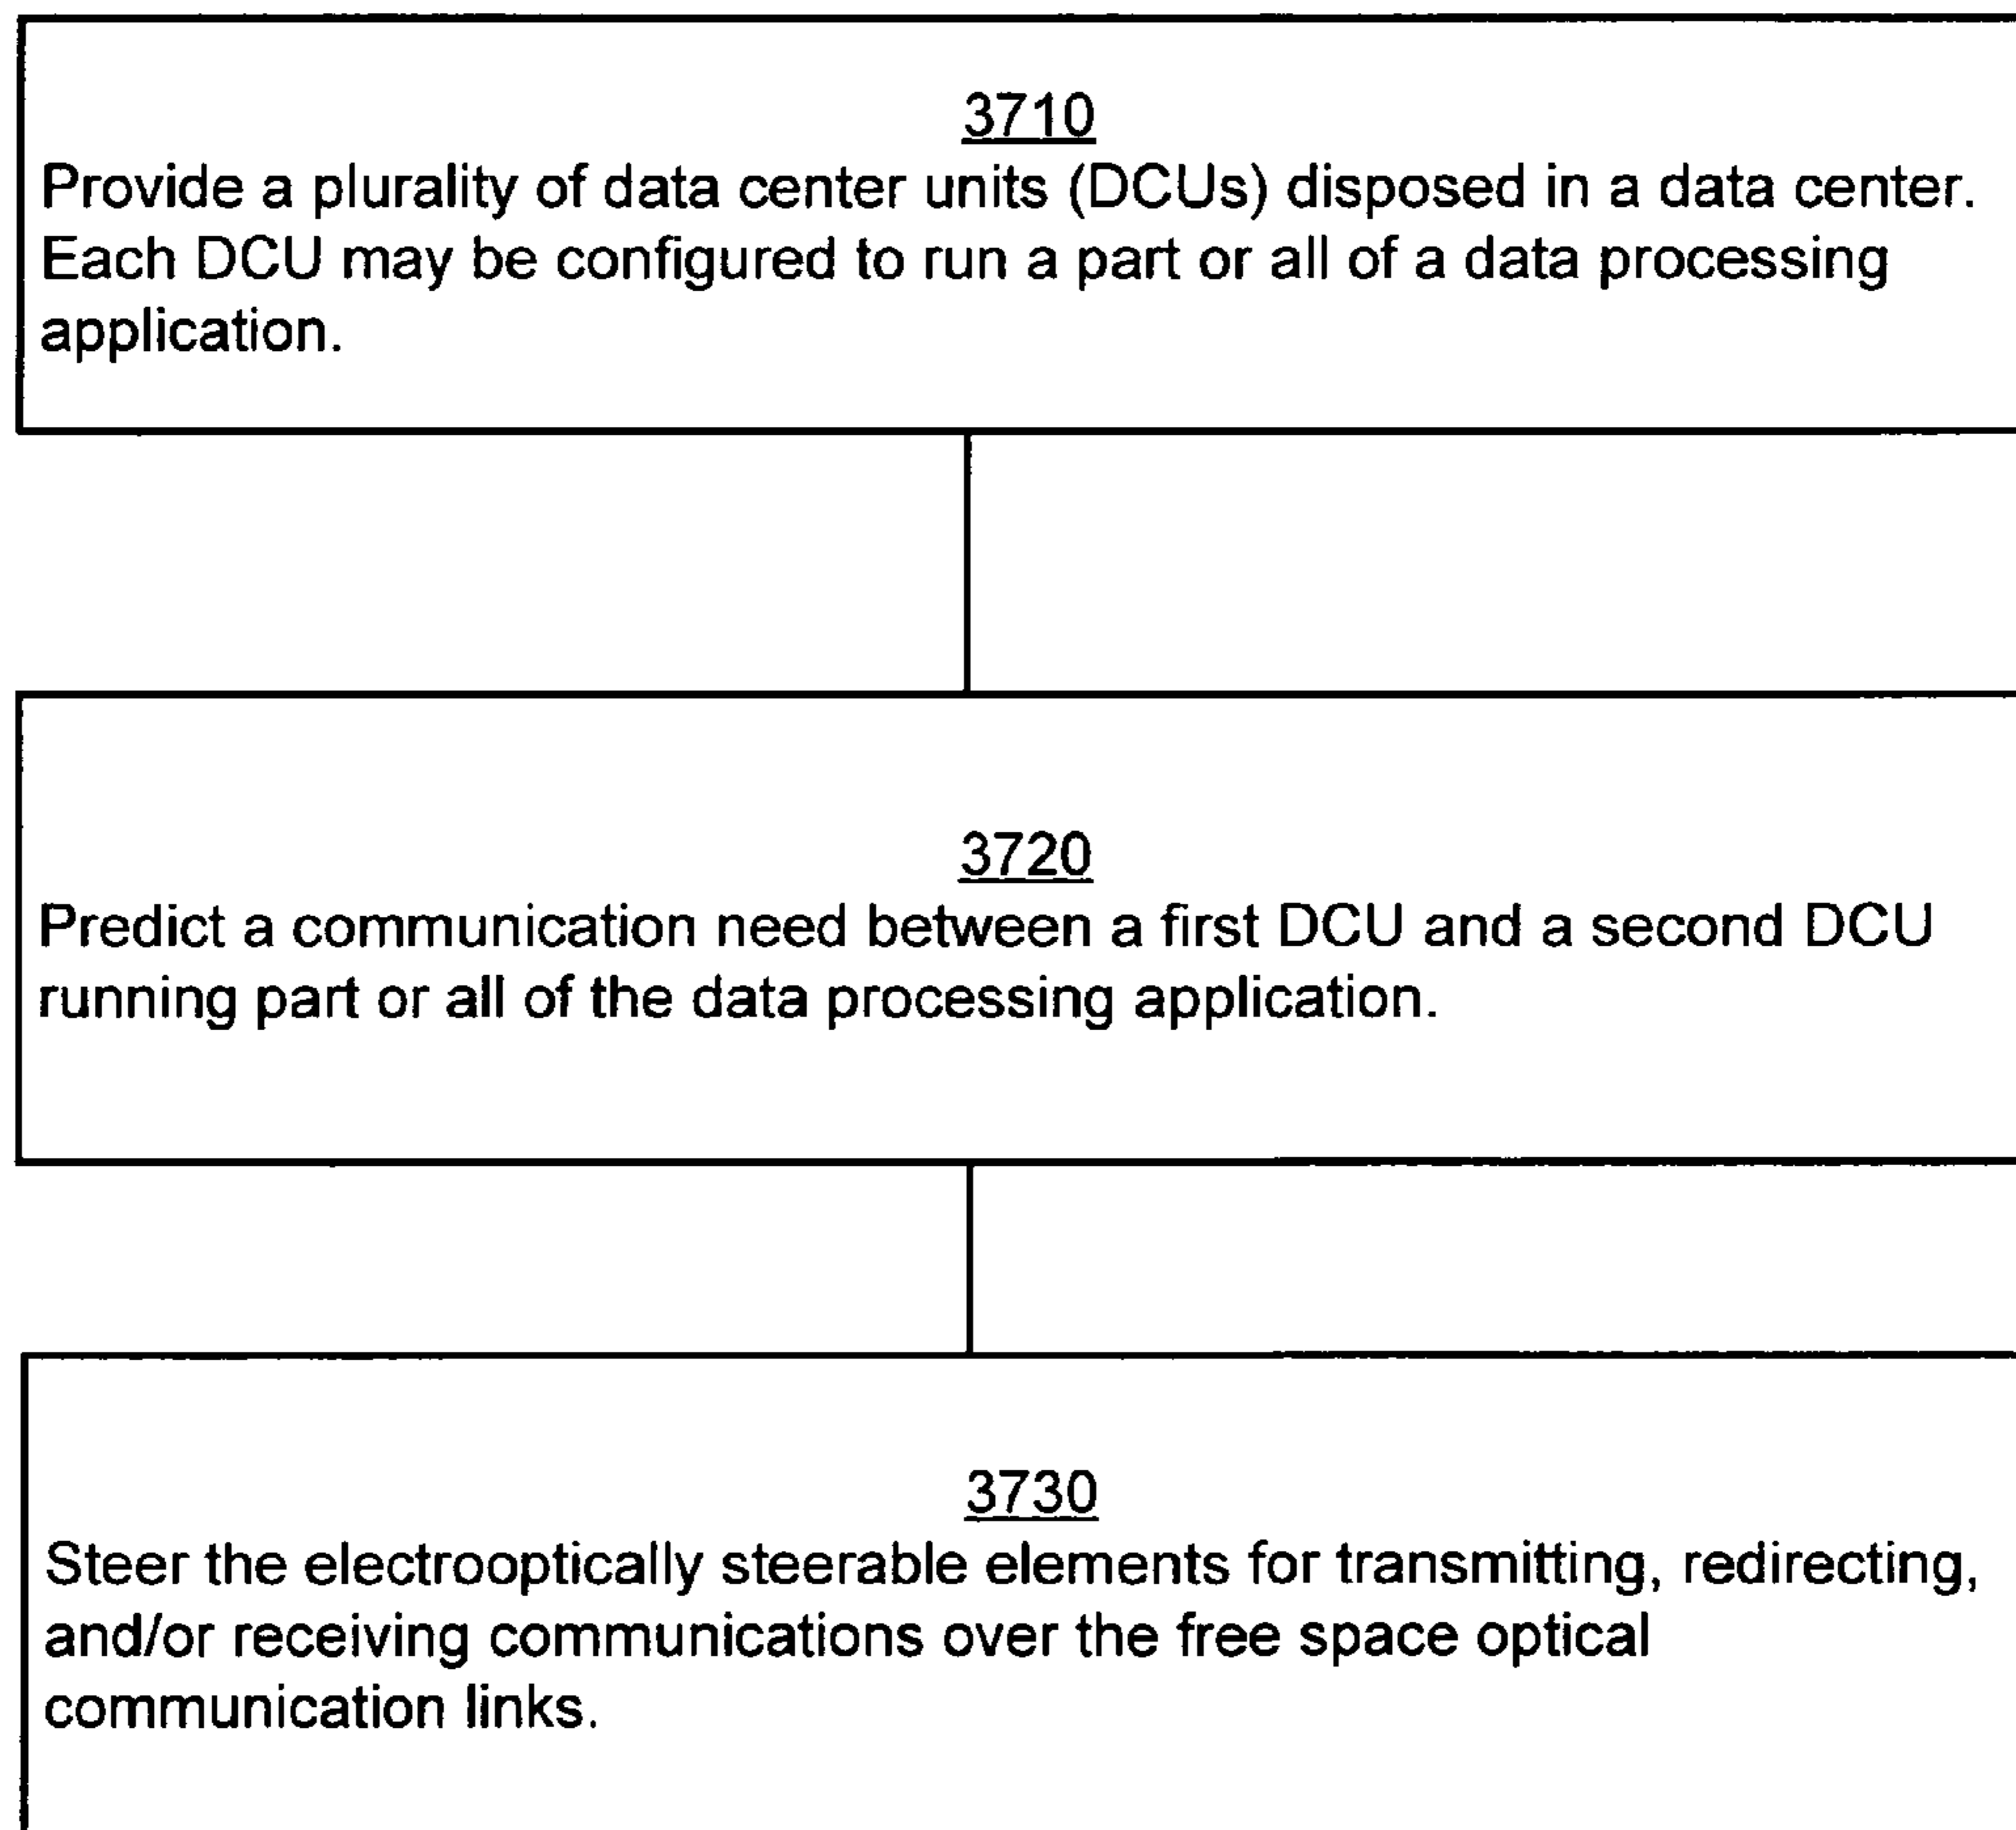 3710
Provide a plurality of data center units (DCUs) disposed in a data center.
Each DCU may be configured to run a part or all of a data processing
application.
3720
Predict a communication need between a first DCU and a second DCU
running part or all of the data processing application.
3730
Steer the electrooptically steerable elements for transmitting, redirecting,
and/or receiving communications over the free space optical
communication links.